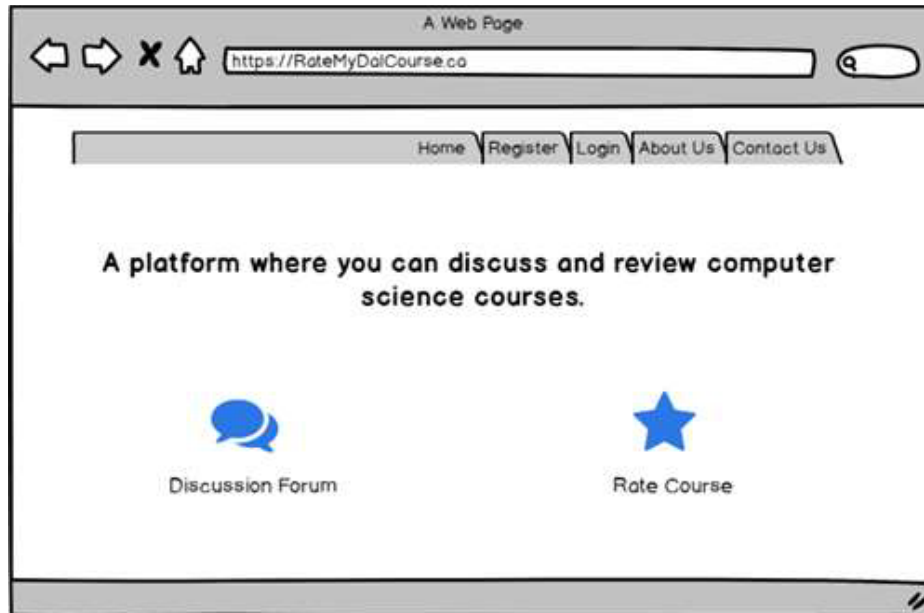 A Web Page
https://RateMyDalCourse.ca
Home Register Login About Us Contact Us
A platform where you can discuss and review computer
science courses.
Discussion Forum Rate Course